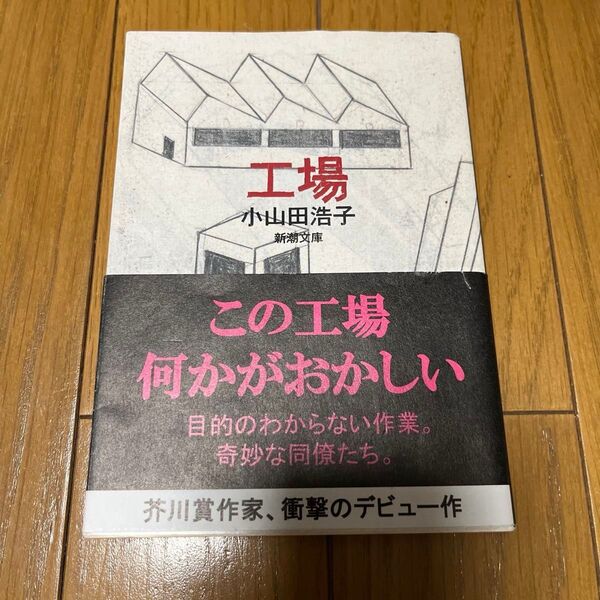 工場
小山田浩子
新潮文庫
この工場
何かがおかしい
目的のわからない作業。
奇妙な同僚たち。
芥川賞作家、衝撃のデビュー作